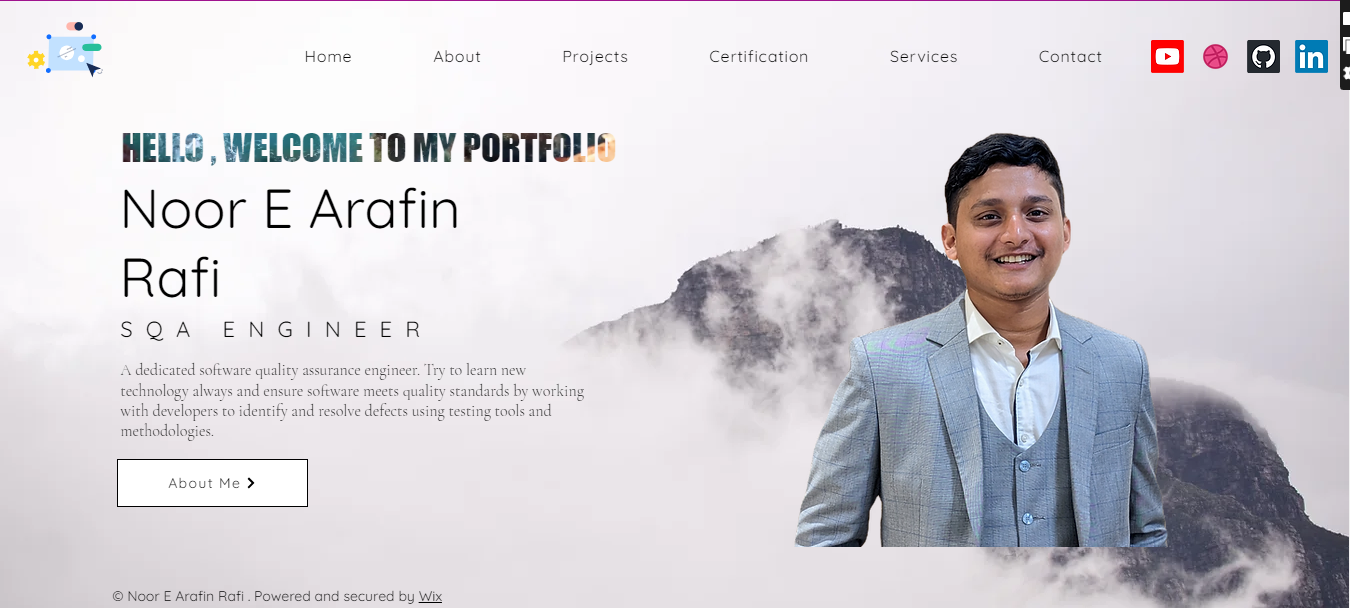 Home About Projects Certification Services Contact
HELLO , WELCOME TO MY PORTFOLIO
Noor E Arafin
Rafi
SQA ENGINEER
A dedicated software quality assurance engineer. Try to learn new
technology always and ensure software meets quality standards by working
with developers to identify and resolve defects using testing tools and
methodologies.
About Me
© Noor E Arafin Rafi . Powered and secured by Wix